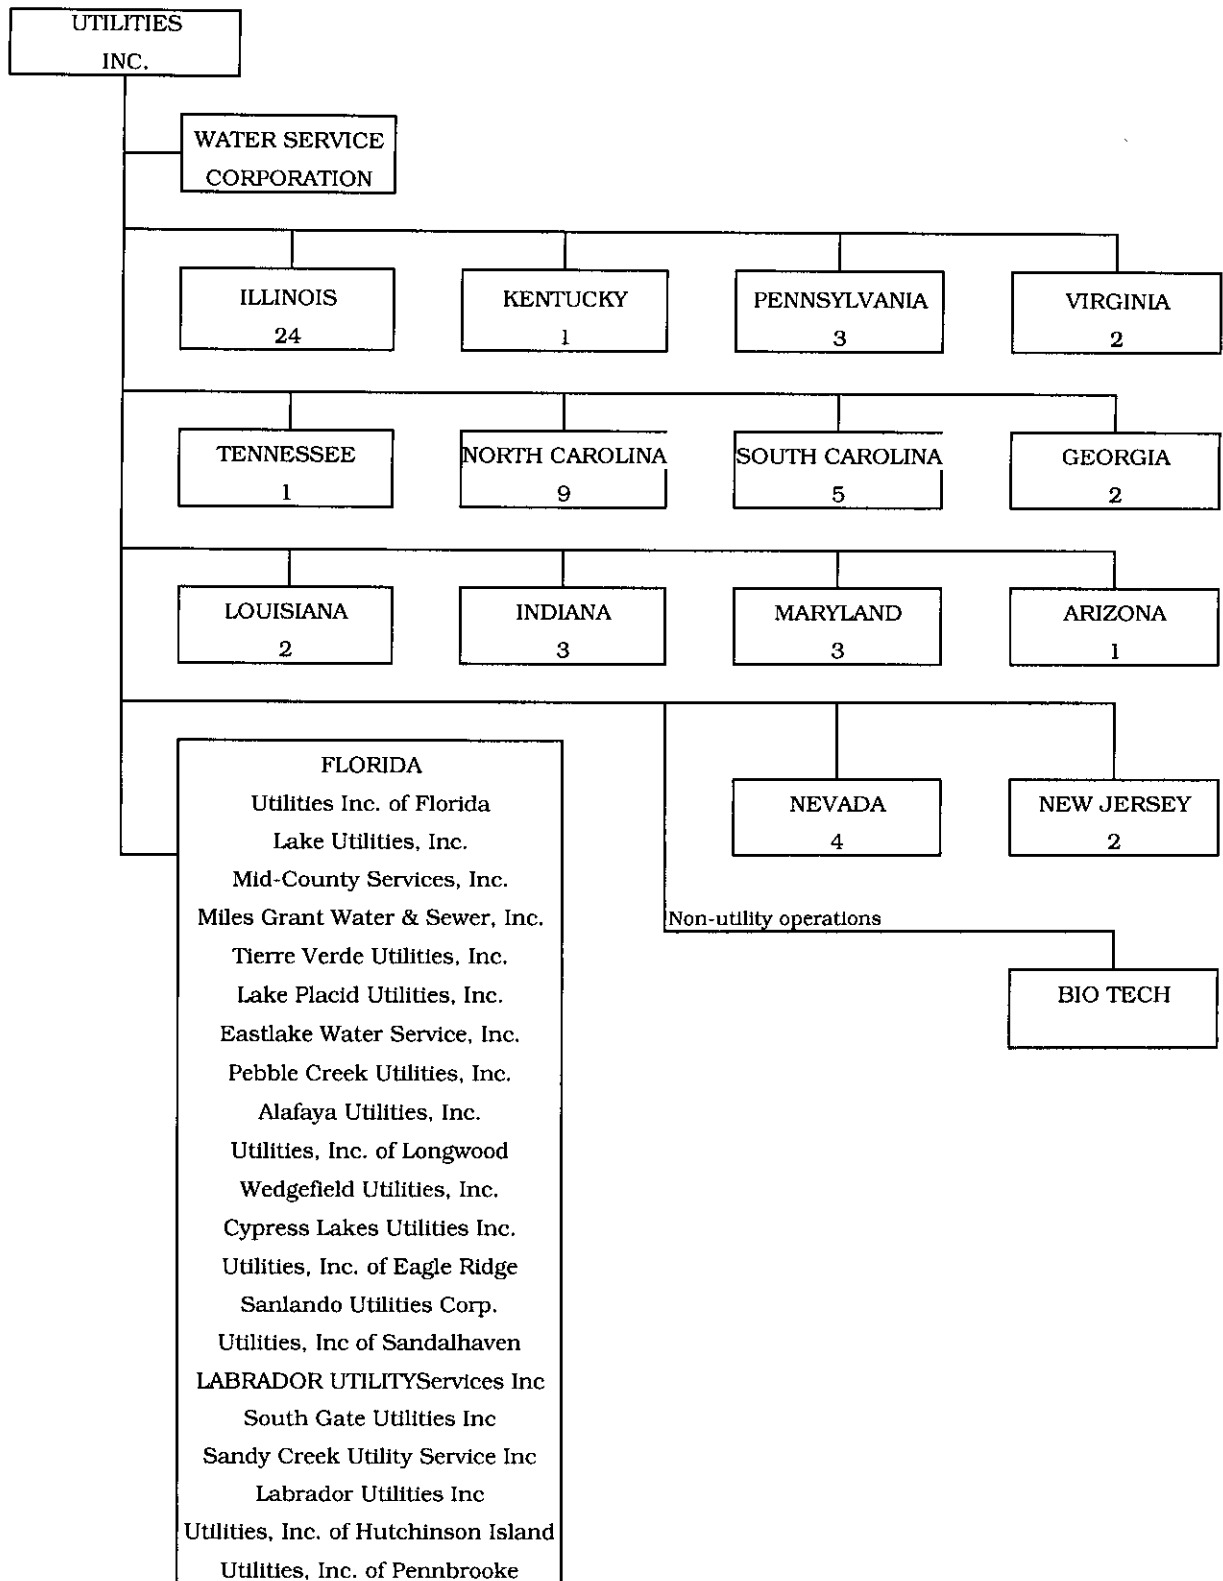 UTILITIES
INC.
WATER SERVICE
CORPORATION
ILLINOIS
24
KENTUCKY
1
PENNSYLVANIA
3
VIRGINIA
2
TENNESSEE
1
NORTH CAROLINA
9
SOUTH CAROLINA
5
GEORGIA
2
LOUISIANA
2
INDIANA
3
MARYLAND
3
ARIZONA
1
FLORIDA
Utilities Inc. of Florida
Lake Utilities, Inc.
Mid-County Services, Inc.
Miles Grant Water & Sewer, Inc.
Tierre Verde Utilities, Inc.
Lake Placid Utilities, Inc.
Eastlake Water Service, Inc.
Pebble Creek Utilities, Inc.
Alafaya Utilities, Inc.
Utilities, Inc. of Longwood
Wedgefield Utilities, Inc.
Cypress Lakes Utilities Inc.
Utilities, Inc. of Eagle Ridge
Sanlando Utilities Corp.
Utilities, Inc of Sandalhaven
LABRADOR UTILITYServices Inc
South Gate Utilities Inc
Sandy Creek Utility Service Inc
Labrador Utilities Inc
Utilities, Inc. of Hutchinson Island
Utilities, Inc. of Pennbrooke
NEVADA
4
NEW JERSEY
2
Non-utility operations
BIO TECH